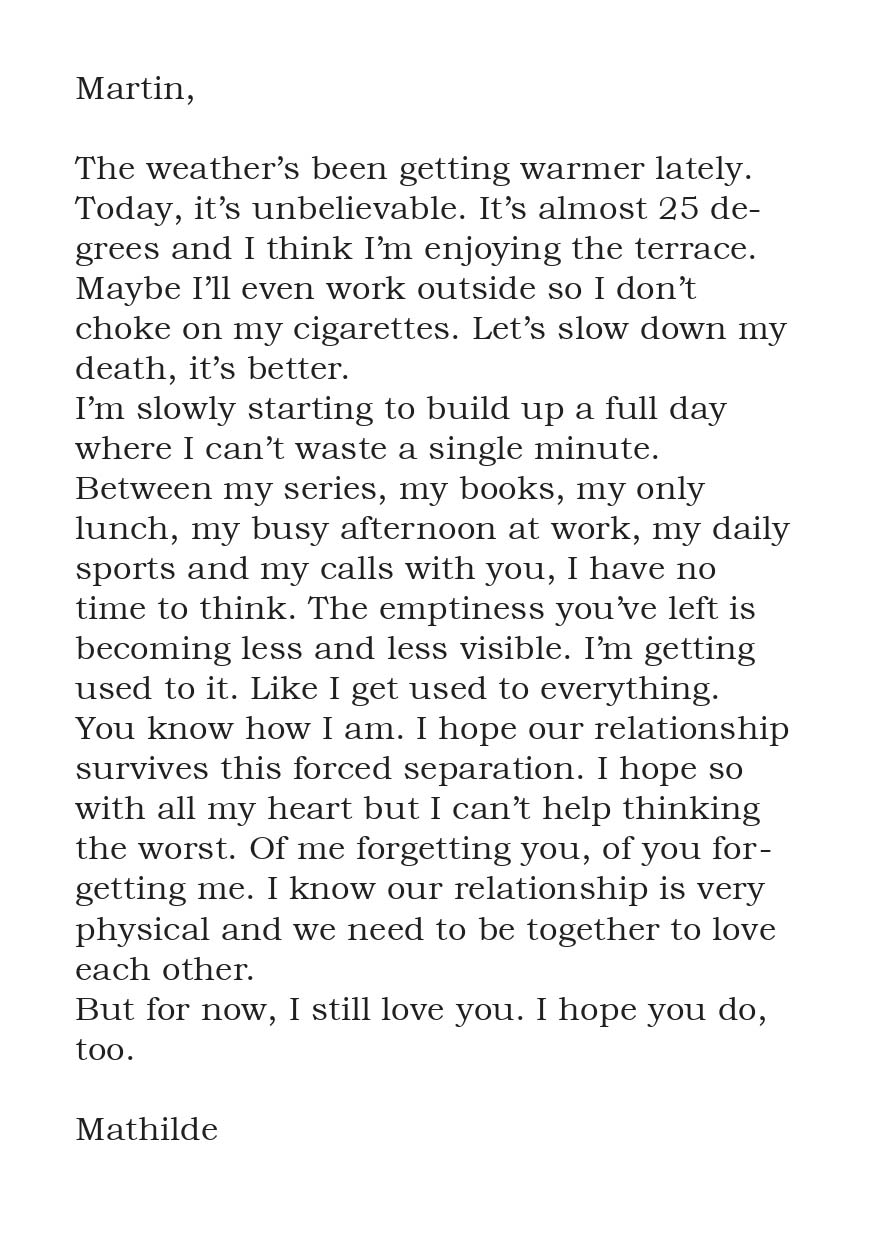 Martin,
The weather’s been getting warmer lately.
Today, it’s unbelievable. It’s almost 25 de-
grees and I think I’m enjoying the terrace.
Maybe I’ll even work outside so I don’t
choke on my cigarettes. Let’s slow down my
death, it’s better.
I’m slowly starting to build up a full day
where I can’t waste a single minute.
Between my series, my books, my only
lunch, my busy afternoon at work, my daily
sports and my calls with you, I have no
time to think. The emptiness you’ve left is
becoming less and less visible. I’m getting
used to it. Like I get used to everything.
You know how I am. I hope our relationship
survives this forced separation. I hope so
with all my heart but I can’t help thinking
the worst. Of me forgetting you, of you for-
getting me. I know our relationship is very
physical and we need to be together to love
each other.
But for now, I still love you. I hope you do,
too.
Mathilde